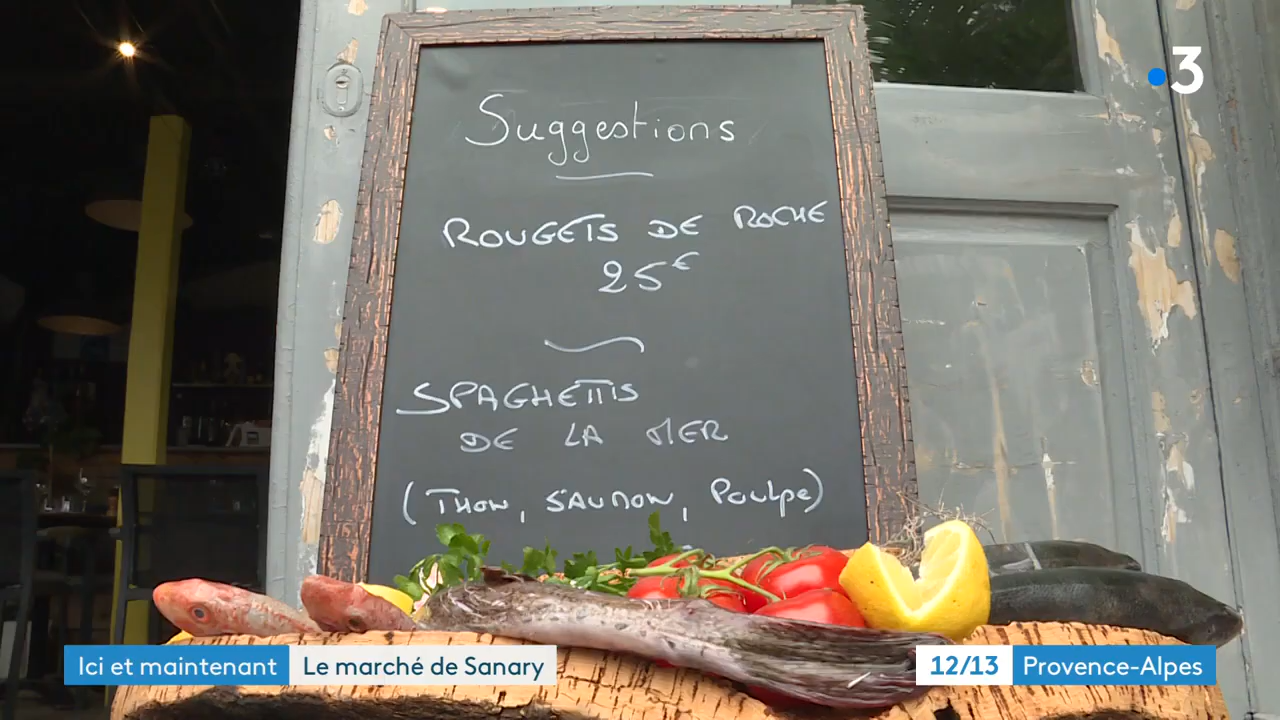 3
Suggestions
ROUGETS DE ROCHE
25€
SPAGHETTIS
DE LA MER
(THON, SAUMON, Poulpe)
Ici et maintenant Le marché de Sanary
12/13 Provence-Alpes